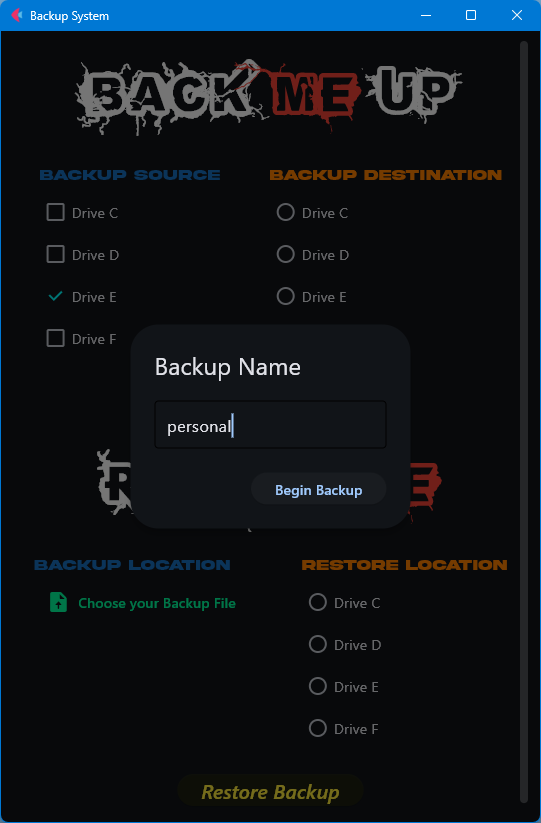 Backup System
BACK ME UP
BACKUP SOURCE
BACKUP DESTINATION
Drive C
Drive C
Drive D
Drive D
Drive E
Drive E
Drive F
Backup Name
personal
Begin Backup
BACKUP LOCATION
RESTORE LOCATION
Choose your Backup File
Drive C
Drive D
Drive E
Drive F
Restore Backup